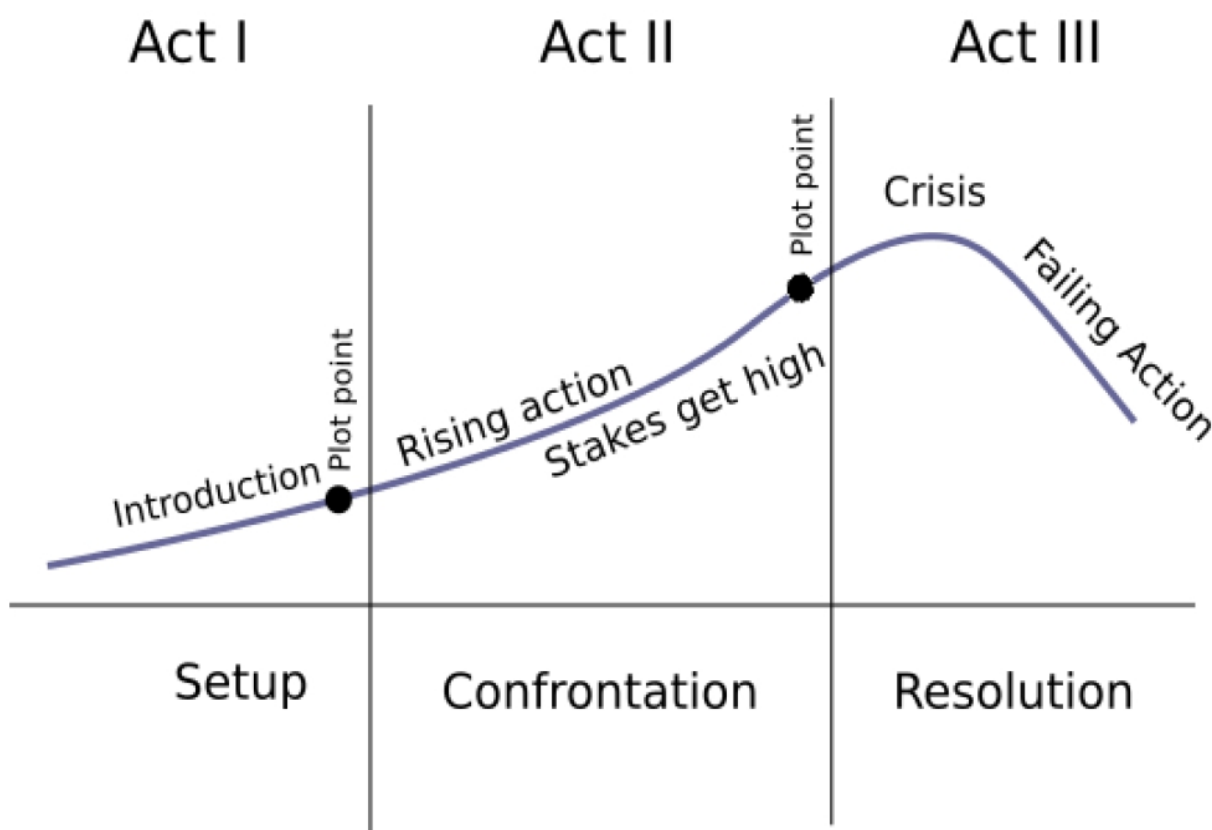 Act I
Act II
Act III
Introduction
Plot point
Rising action
Stakes get high
Plot point
Crisis
Failing Action
Setup
Confrontation
Resolution